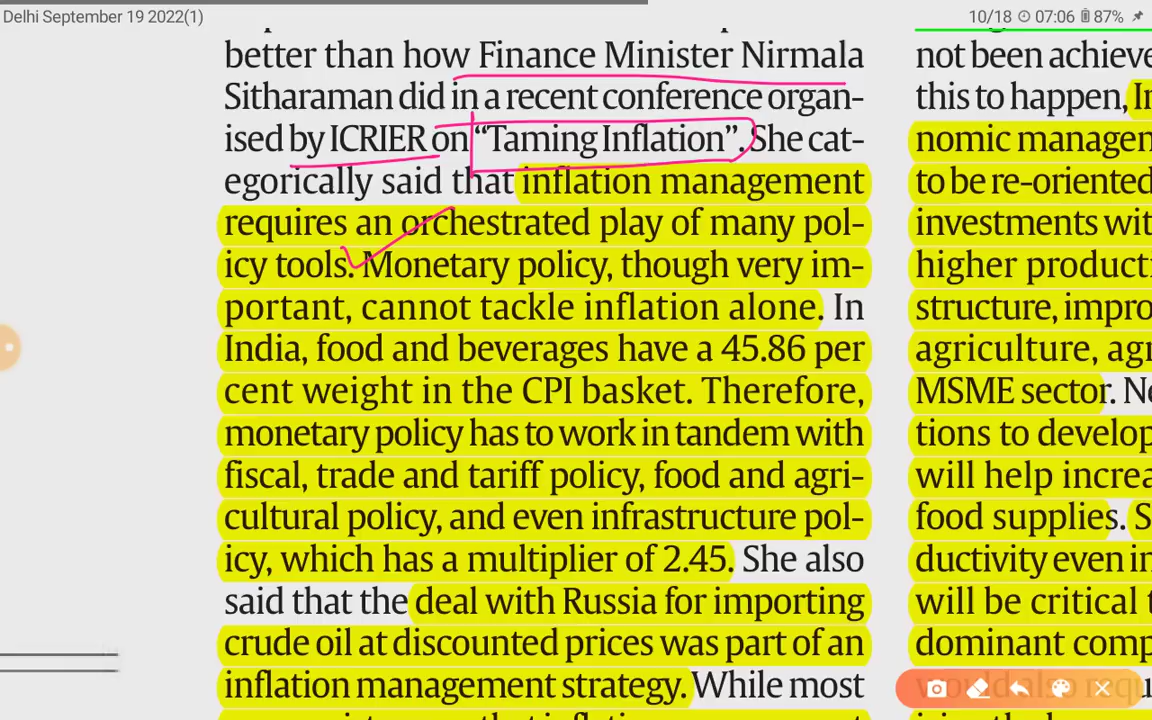 Delhi September 19 2022(1)
10/18 07:06 87%
better than how Finance Minister Nirmala
Sitharaman did in a recent conference organ-
ised by ICRIER on “Taming Inflation”. She cat-
egorically said that inflation management
requires an orchestrated play of many pol-
icy tools. Monetary policy, though very im-
portant, cannot tackle inflation alone. In
India, food and beverages have a 45.86 per
cent weight in the CPI basket. Therefore,
monetary policy has to work in tandem with
fiscal, trade and tariff policy, food and agri-
cultural policy, and even infrastructure pol-
icy, which has a multiplier of 2.45. She also
said that the deal with Russia for importing
crude oil at discounted prices was part of an
inflation management strategy. While most
not been achieve
this to happen, In
nomic managem
to be re-oriented
investments wit
higher producti
structure, impro
agriculture, agr
MSME sector. Ne
tions to develop
will help increa
food supplies. S
ductivity even in
will be critical t
dominant comp
would also requ